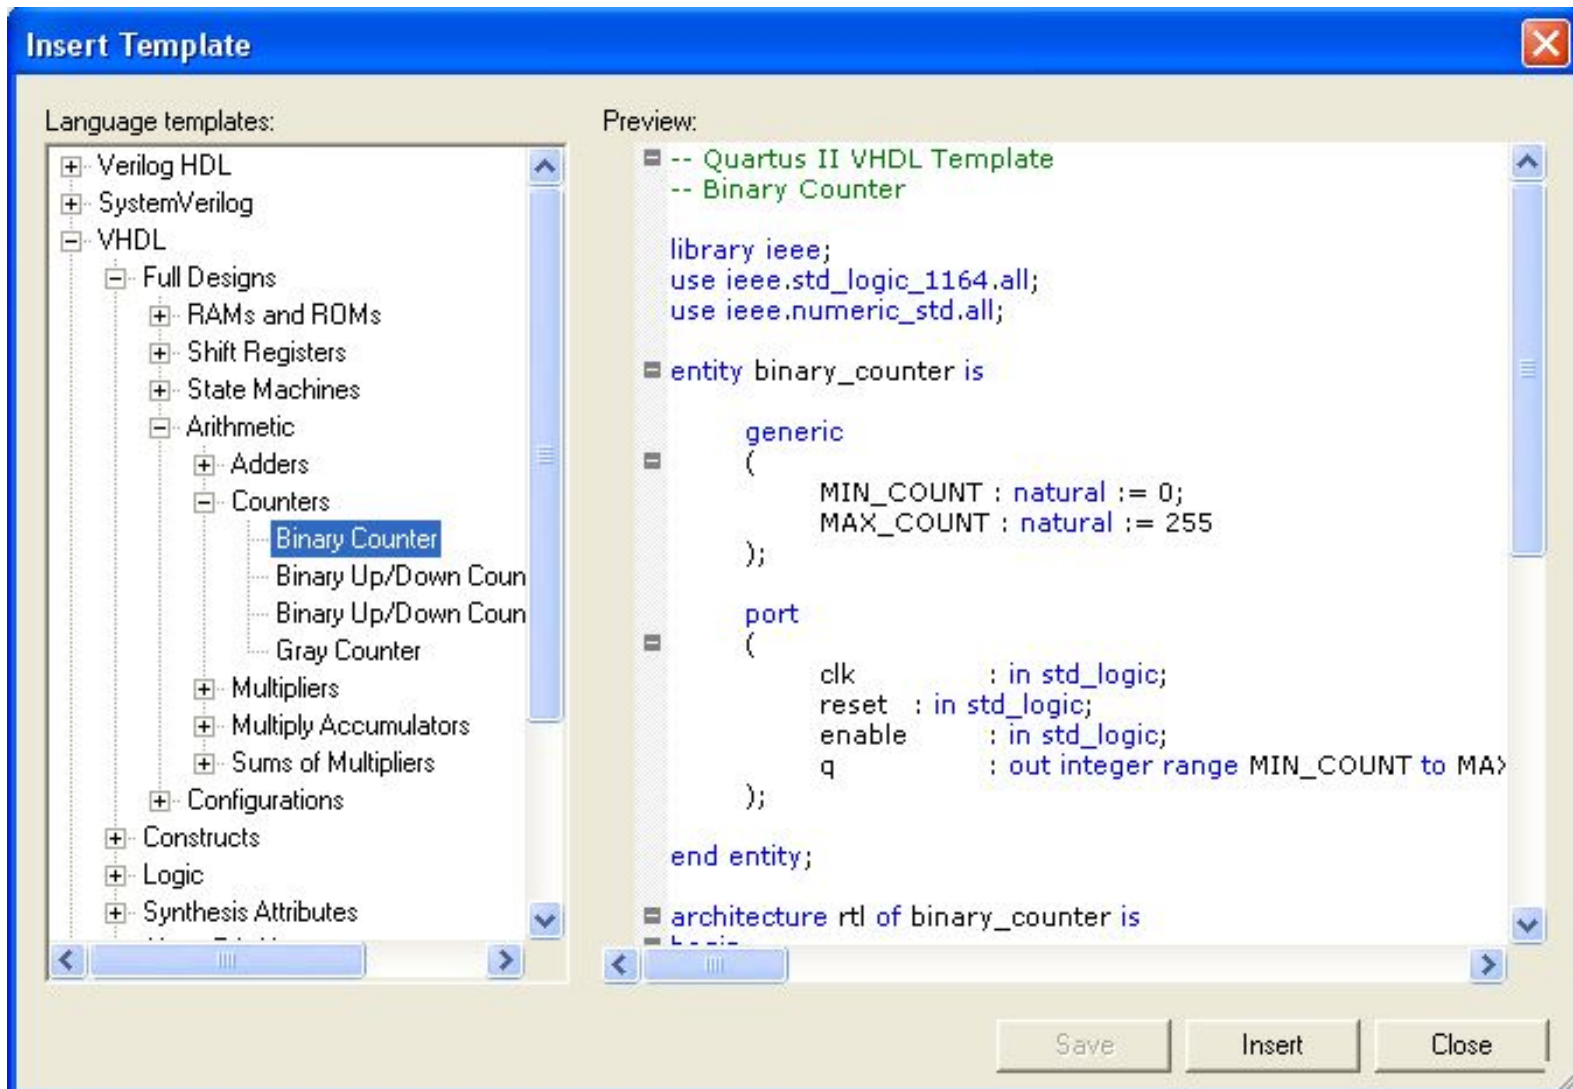 Insert Template
Language templates:
Verilog HDL
SystemVerilog
VHDL
Full Designs
RAMs and ROMs
Shift Registers
State Machines
Arithmetic
Adders
Counters
Binary Counter
Binary Up/Down Coun
Binary Up/Down Coun
Gray Counter
Multipliers
Multiply Accumulators
Sums of Multipliers
Configurations
Constructs
Logic
Synthesis Attributes
Preview:
-- Quartus II VHDL Template
-- Binary Counter
library ieee;
use ieee.std_logic_1164.all;
use ieee.numeric_std.all;
entity binary_counter is
generic
(
MIN_COUNT : natural := 0;
MAX_COUNT : natural := 255
);
port
(
clk : in std_logic;
reset : in std_logic;
enable : in std_logic;
q : out integer range MIN_COUNT to MAX
);
end entity;
architecture rtl of binary_counter is
begin
Save
Insert
Close